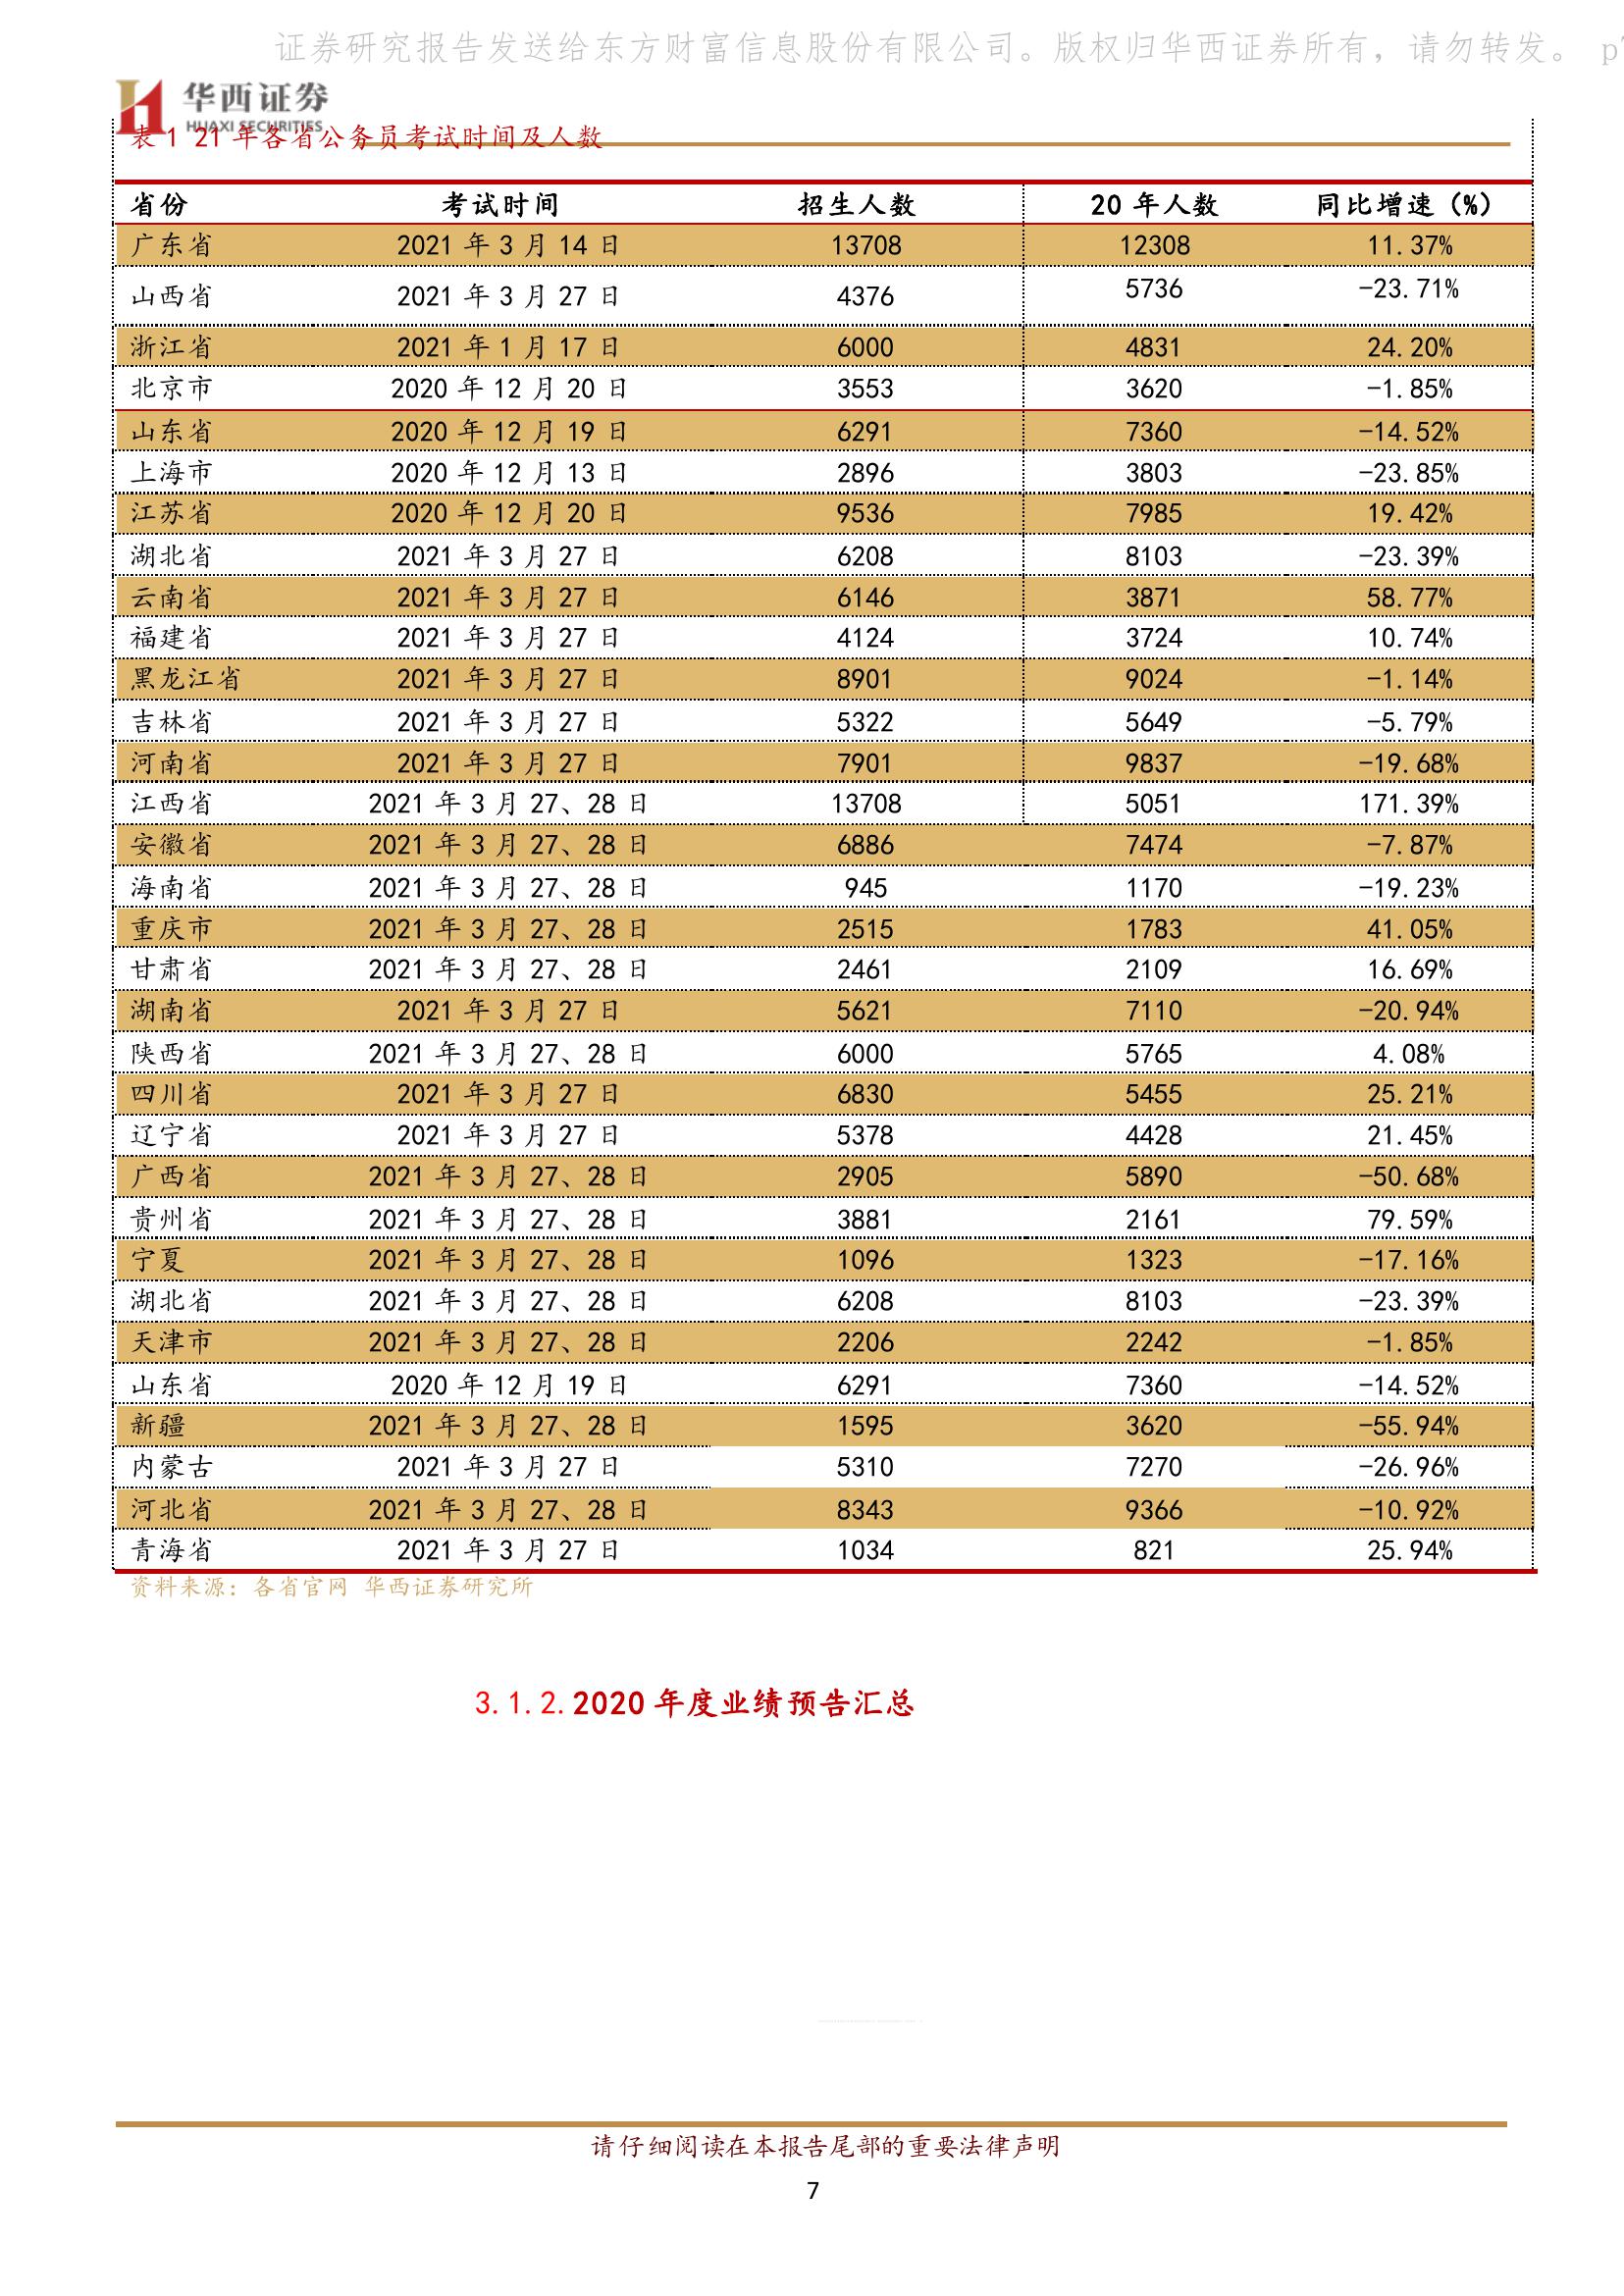 证券研究报告发送给东方财富信息股份有限公司。版权归华西证券所有，请勿转发。 p7
华西证券
HUAXI SECURITIES
表 1 21 年各省公务员考试时间及人数
省份 考试时间 招生人数 20 年人数 同比增速（%）
广东省 2021 年 3 月 14 日 13708 12308 11.37%
山西省 2021 年 3 月 27 日 4376 5736 -23.71%
浙江省 2021 年 1 月 17 日 6000 4831 24.20%
北京市 2020 年 12 月 20 日 3553 3620 -1.85%
山东省 2020 年 12 月 19 日 6291 7360 -14.52%
上海市 2020 年 12 月 13 日 2896 3803 -23.85%
江苏省 2020 年 12 月 20 日 9536 7985 19.42%
湖北省 2021 年 3 月 27 日 6208 8103 -23.39%
云南省 2021 年 3 月 27 日 6146 3871 58.77%
福建省 2021 年 3 月 27 日 4124 3724 10.74%
黑龙江省 2021 年 3 月 27 日 8901 9024 -1.14%
吉林省 2021 年 3 月 27 日 5322 5649 -5.79%
河南省 2021 年 3 月 27 日 7901 9837 -19.68%
江西省 2021 年 3 月 27、28 日 13708 5051 171.39%
安徽省 2021 年 3 月 27、28 日 6886 7474 -7.87%
海南省 2021 年 3 月 27、28 日 945 1170 -19.23%
重庆市 2021 年 3 月 27、28 日 2515 1783 41.05%
甘肃省 2021 年 3 月 27、28 日 2461 2109 16.69%
湖南省 2021 年 3 月 27 日 5621 7110 -20.94%
陕西省 2021 年 3 月 27、28 日 6000 5765 4.08%
四川省 2021 年 3 月 27 日 6830 5455 25.21%
辽宁省 2021 年 3 月 27 日 5378 4428 21.45%
广西省 2021 年 3 月 27、28 日 2905 5890 -50.68%
贵州省 2021 年 3 月 27、28 日 3881 2161 79.59%
宁夏 2021 年 3 月 27、28 日 1096 1323 -17.16%
湖北省 2021 年 3 月 27、28 日 6208 8103 -23.39%
天津市 2021 年 3 月 27、28 日 2206 2242 -1.85%
山东省 2020 年 12 月 19 日 6291 7360 -14.52%
新疆 2021 年 3 月 27、28 日 1595 3620 -55.94%
内蒙古 2021 年 3 月 27 日 5310 7270 -26.96%
河北省 2021 年 3 月 27、28 日 8343 9366 -10.92%
青海省 2021 年 3 月 27 日 1034 821 25.94%
资料来源：各省官网 华西证券研究所
3.1.2.2020 年度业绩预告汇总
请仔细阅读在本报告尾部的重要法律声明
7